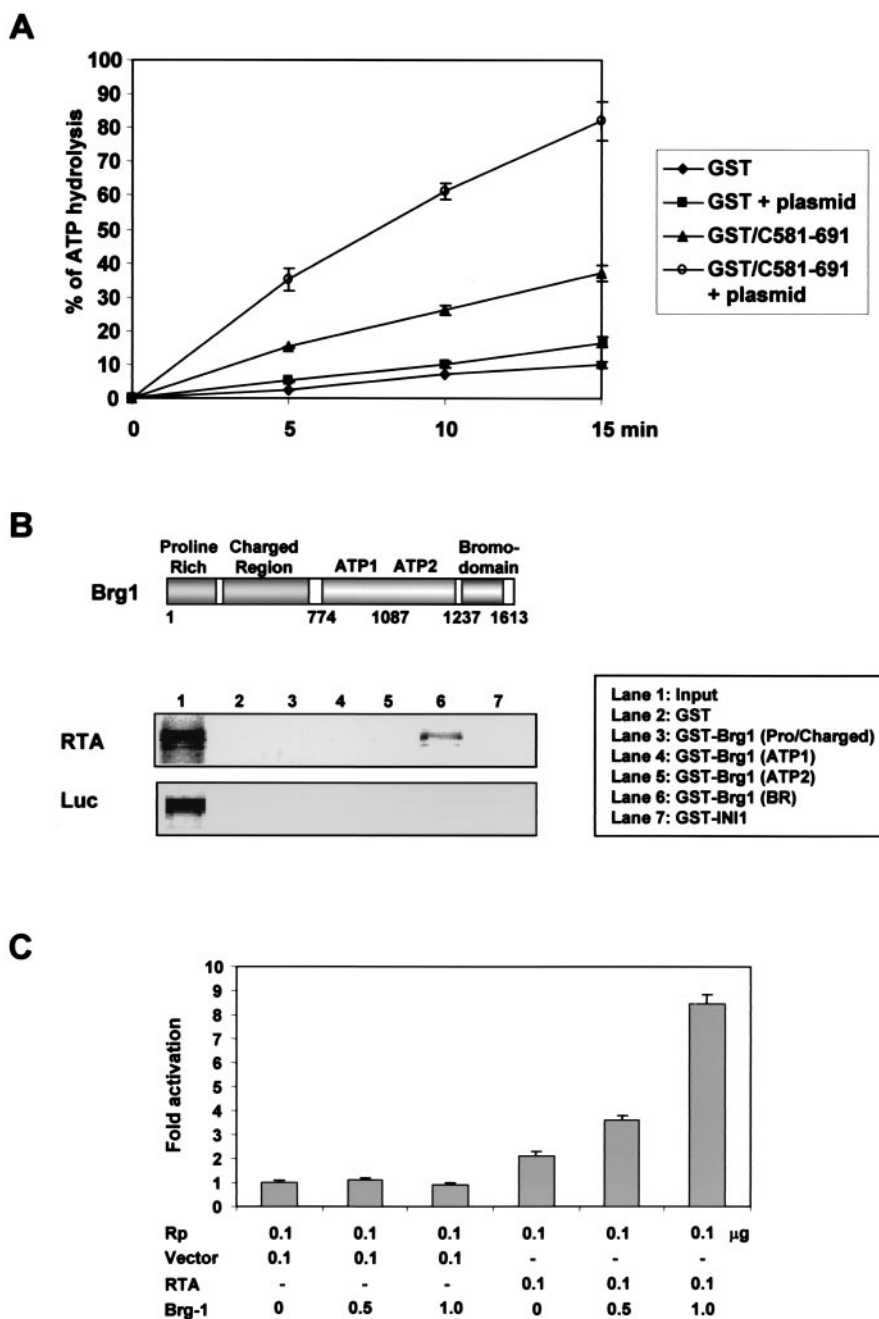 A
% of ATP hydrolysis
100
90
80
70
60
50
40
30
20
10
0
0 5 10 15 min
GST
GST + plasmid
GST/C581-691
GST/C581-691
+ plasmid
B
Proline Charged Bromo-
Rich Region ATP1 ATP2 domain
Brg1
1 774 1087 1237 1613
1 2 3 4 5 6 7
RTA
Luc
Lane 1: Input
Lane 2: GST
Lane 3: GST-Brg1 (Pro/Charged)
Lane 4: GST-Brg1 (ATP1)
Lane 5: GST-Brg1 (ATP2)
Lane 6: GST-Brg1 (BR)
Lane 7: GST-INI1
C
Fold activation
10
9
8
7
6
5
4
3
2
1
0
Rp 0.1 0.1 0.1 0.1 0.1 0.1 μg
Vector 0.1 0.1 0.1 - - -
RTA - - - 0.1 0.1 0.1
Brg-1 0 0.5 1.0 0 0.5 1.0